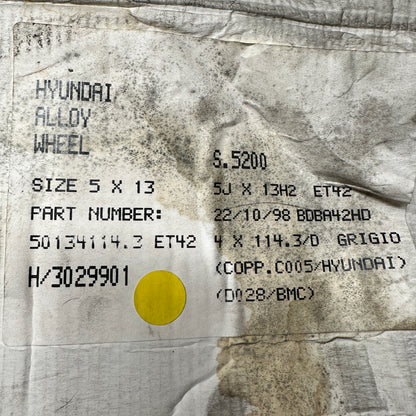 HYUNDAI
ALLOY
WHEEL
SIZE 5 X 13
PART NUMBER:
50134114.3 ET42
H/3029901
S.5200
5J X 13H2 ET42
22/10/98 BDBA42HD
4 X 114.3/D GRIGIO
(COPP.C005/HYUNDAI)
(D028/BMC)